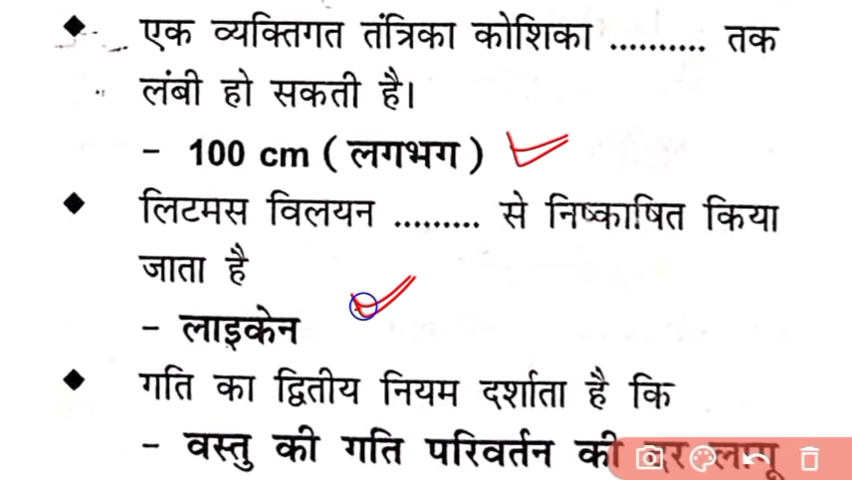 ◆ एक व्यक्तिगत तंत्रिका कोशिका .......... तक
लंबी हो सकती है।
– 100 cm ( लगभग )
◆ लिटमस विलयन ......... से निष्काषित किया
जाता है
– लाइकेन
◆ गति का द्वितीय नियम दर्शाता है कि
– वस्तु की गति परिवर्तन की दर लागू